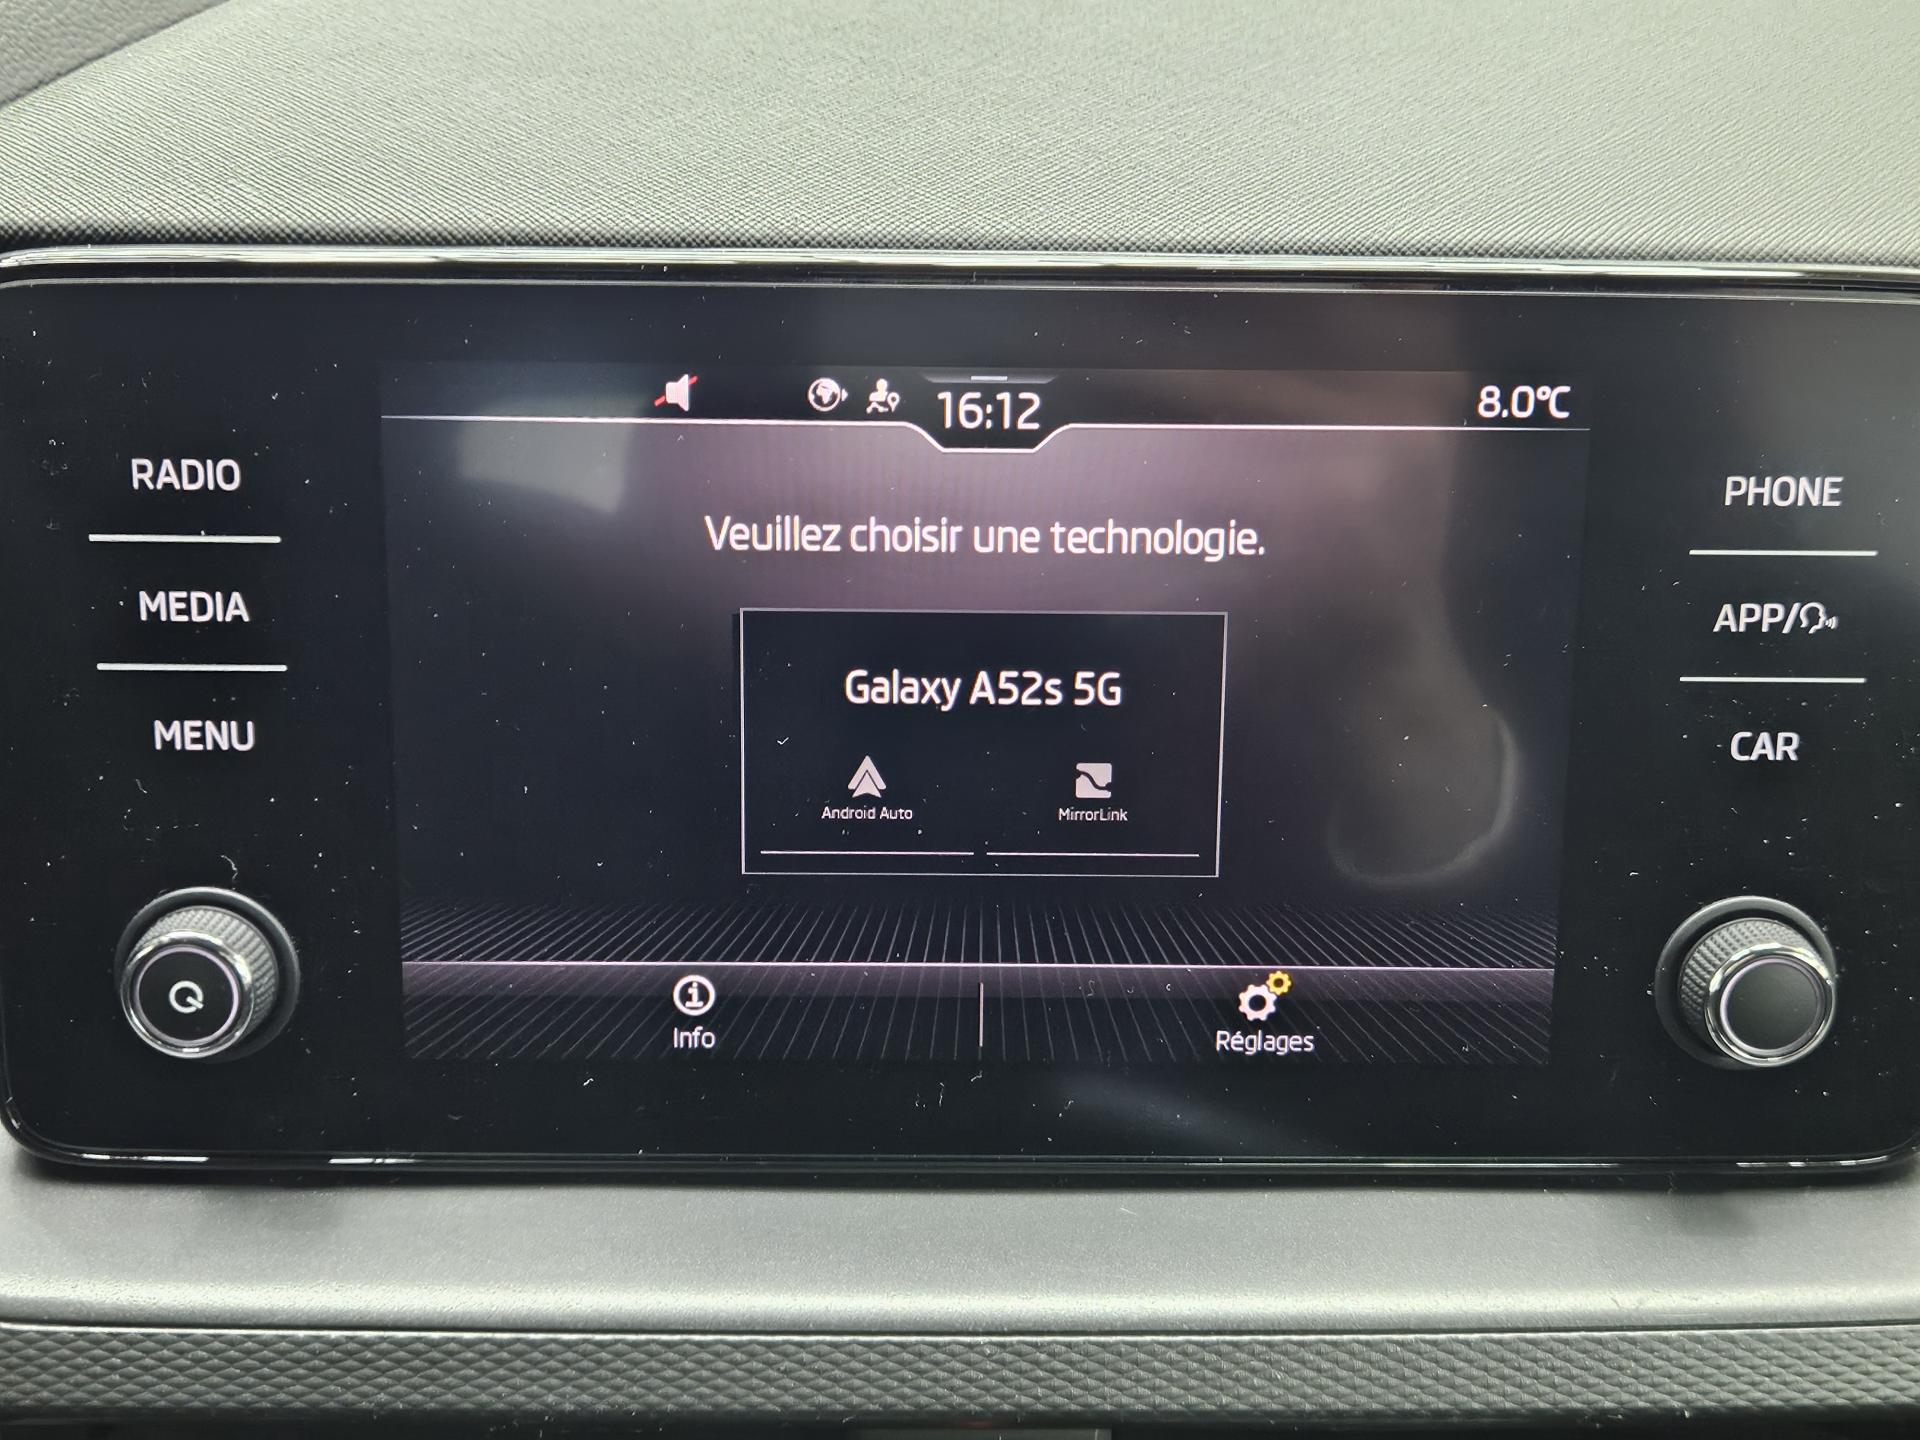 16:12
8.0°C
RADIO
MEDIA
MENU
Veuillez choisir une technologie.
Galaxy A52s 5G
Android Auto
MirrorLink
Info
Réglages
PHONE
APP/
CAR